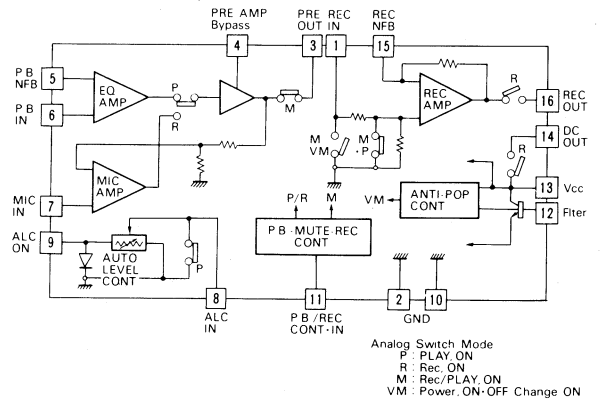 PRE AMP
Bypass
PRE
OUT
REC
IN
REC
NFB
4
3
1
15
PB
NFB
5
PB
IN
6
EQ
AMP
P
R
M
REC
AMP
R
16
REC
OUT
14
DC
OUT
M
VM
M
·P
R
MIC
AMP
MIC
IN
7
P/R
M
VM
ANTI-POP
CONT
13
Vcc
12
Flter
ALC
ON
9
AUTO
LEVEL
CONT
P
PB·MUTE·REC
CONT
8
ALC
IN
11
PB/REC
CONT·IN
2
10
GND
Analog Switch Mode
P : PLAY, ON
R : Rec, ON
M : Rec/PLAY, ON
VM : Power, ON·OFF Change ON